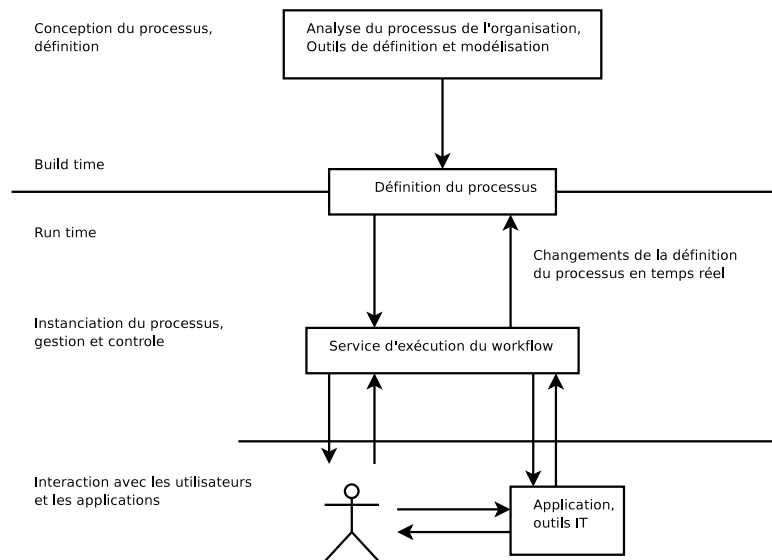 Conception du processus,
définition
Analyse du processus de l'organisation,
Outils de définition et modélisation
Build time
Définition du processus
Run time
Changements de la définition
du processus en temps réel
Instanciation du processus,
gestion et controle
Service d'exécution du workflow
Interaction avec les utilisateurs
et les applications
Application,
outils IT